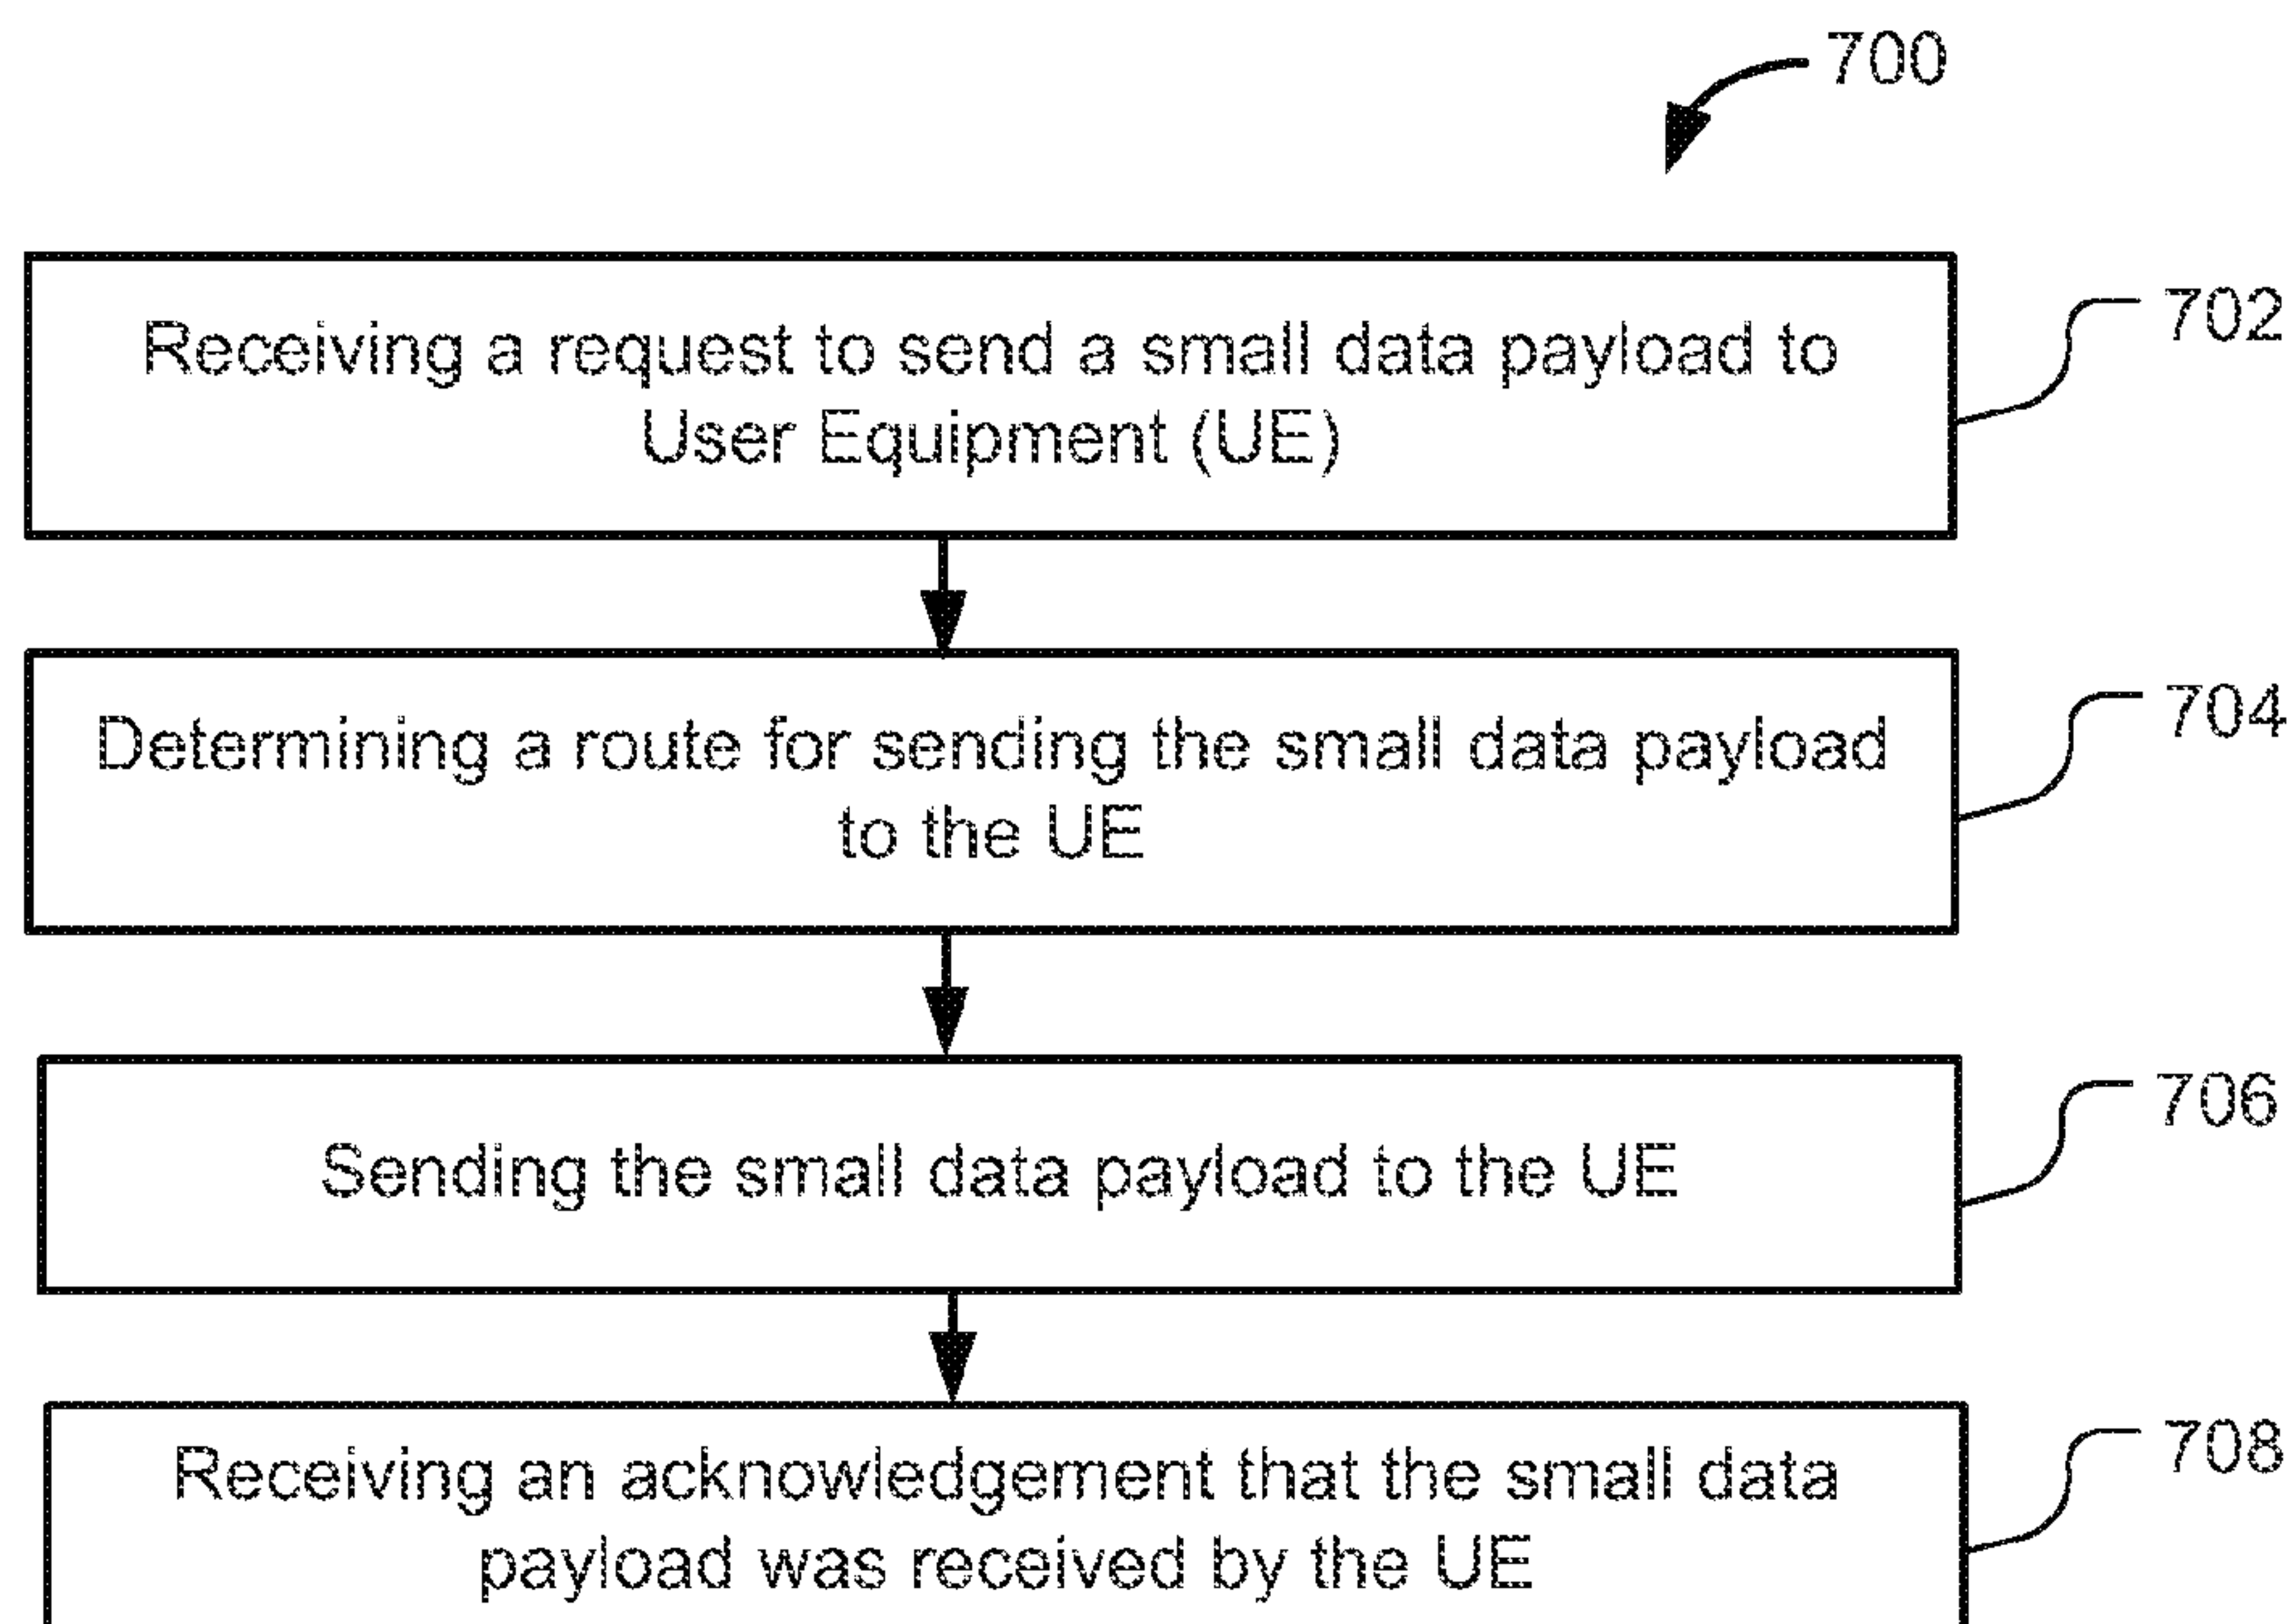 700
Receiving a request to send a small data payload to
User Equipment (UE)
702
Determining a route for sending the small data payload
to the UE
704
Sending the small data payload to the UE
706
Receiving an acknowledgement that the small data
payload was received by the UE
708